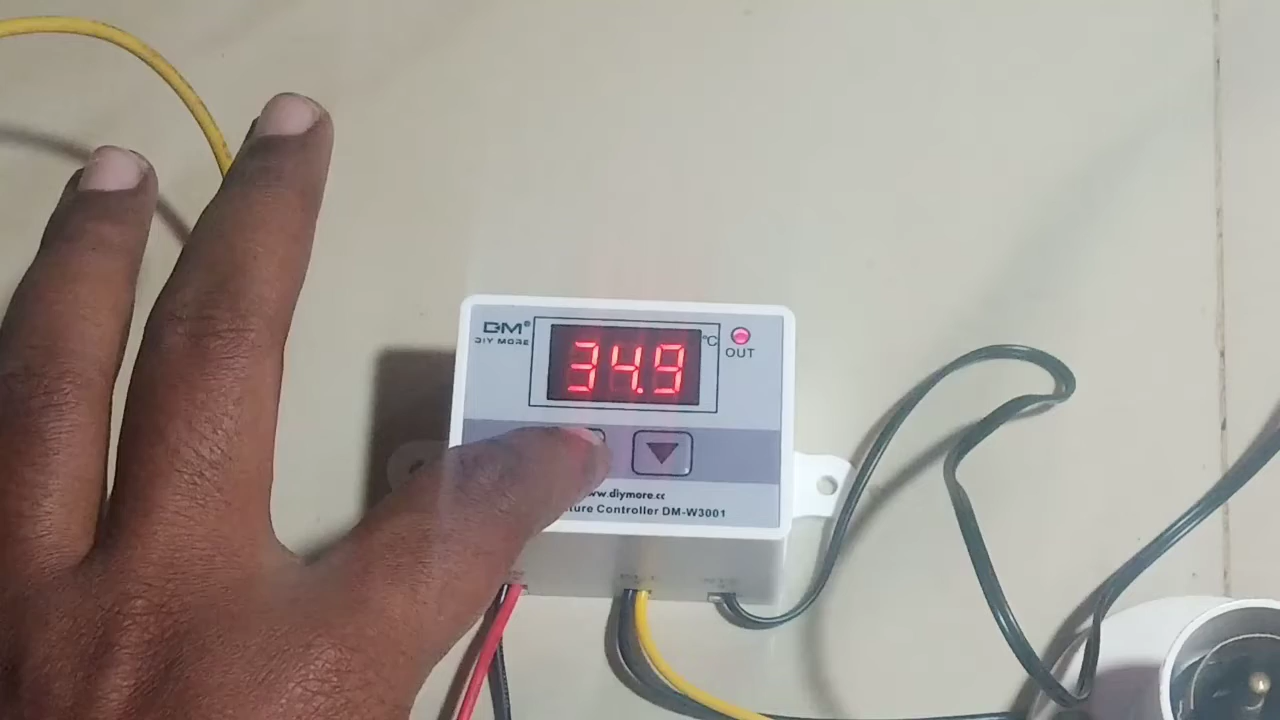 DM®
DIY MORE
34.9
°C
OUT
www.diymore.cc
ture Controller DM-W3001